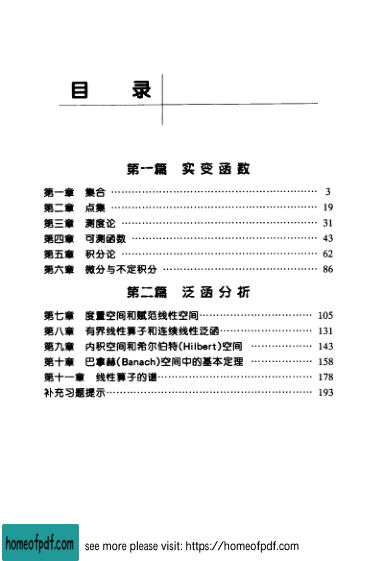 目 录
第一篇 实变函数
第一章 集合 …… 3
第二章 点集 …… 19
第三章 测度论 …… 31
第四章 可测函数 …… 43
第五章 积分论 …… 62
第六章 微分与不定积分 …… 86
第二篇 泛函分析
第七章 度量空间和赋范线性空间 …… 105
第八章 有界线性算子和连续线性泛函 …… 131
第九章 内积空间和希尔伯特(Hilbert)空间 …… 143
第十章 巴拿赫(Banach)空间中的基本定理 …… 158
第十一章 线性算子的谱 …… 178
补充习题提示 …… 193
homeofpdf.com
see more please visit: https://homeofpdf.com